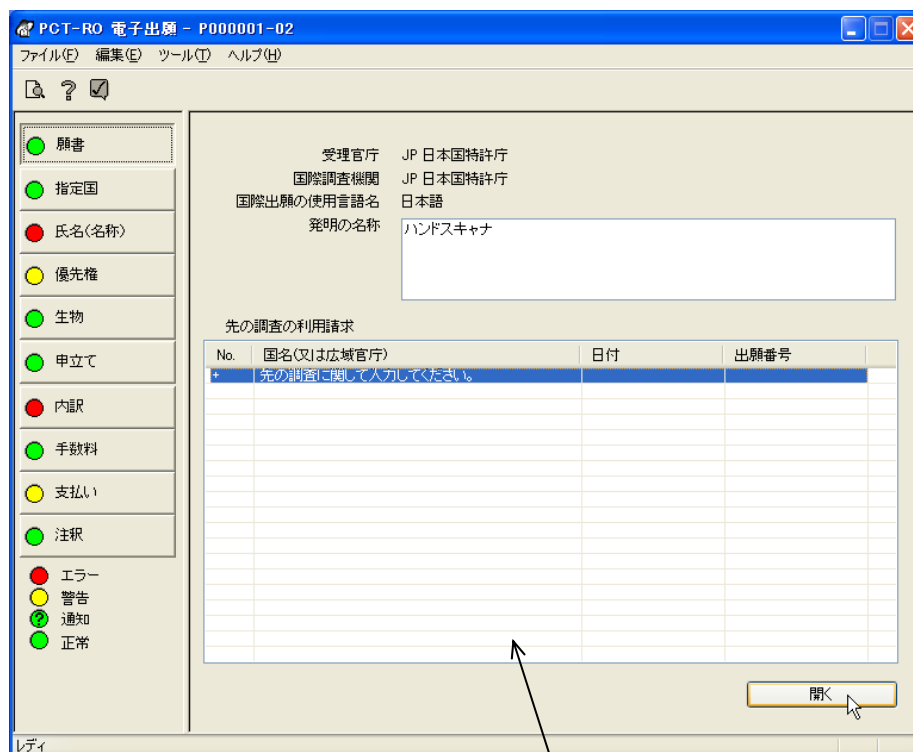 PCT-RO 電子出願 - P000001-02
ファイル(F) 編集(E) ツール(T) ヘルプ(H)
願書
指定国
氏名(名称)
優先権
生物
申立て
内訳
手数料
支払い
注釈
エラー
警告
通知
正常
受理官庁 JP 日本国特許庁
国際調査機関 JP 日本国特許庁
国際出願の使用言語名 日本語
発明の名称 ハンドスキャナ
先の調査の利用請求
No. 国名(又は広域官庁) 日付 出願番号
+ 先の調査に関して入力してください。
開く
レディ